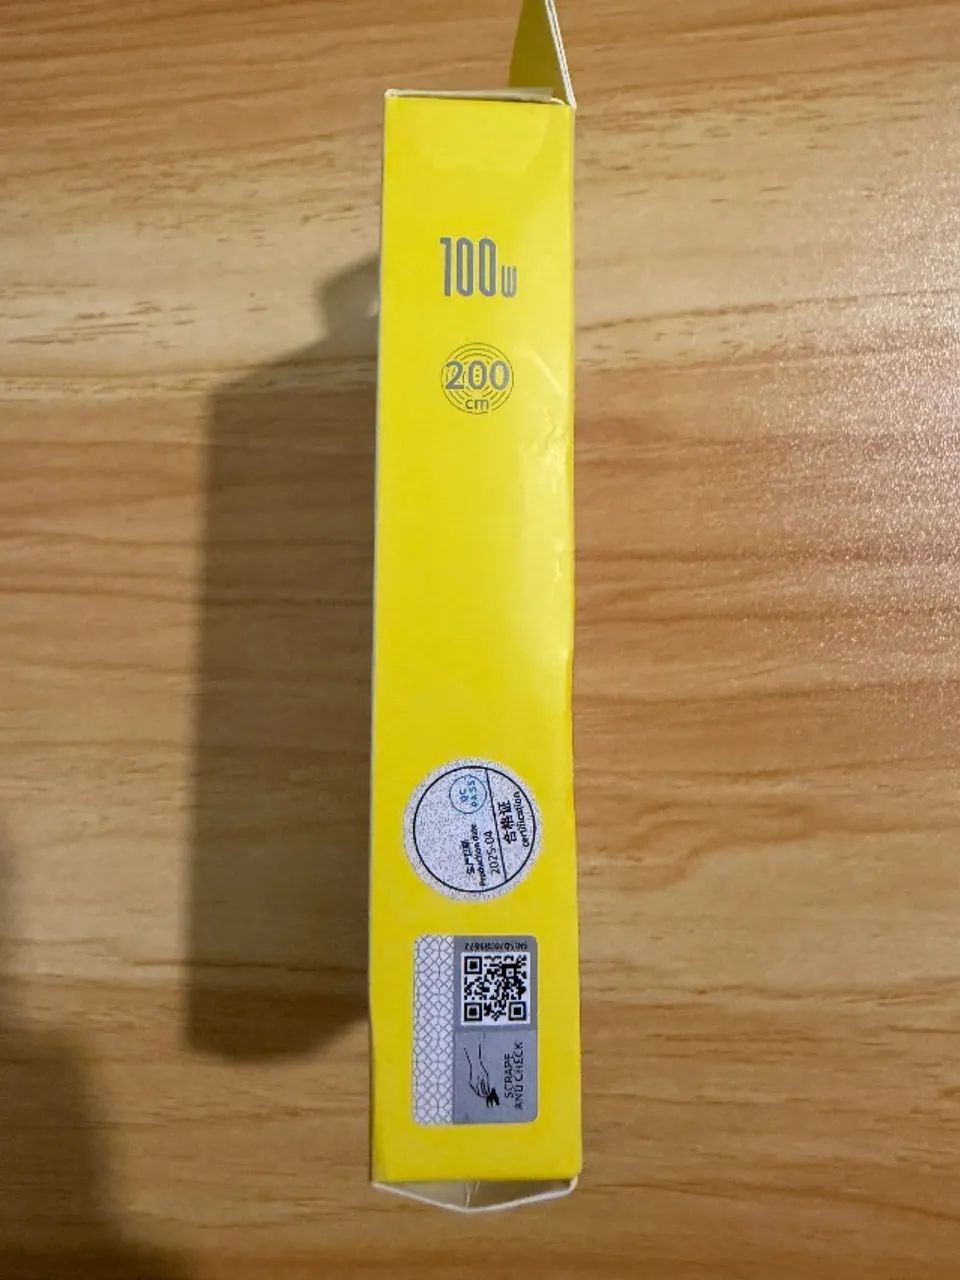 100W
200
cm
QC
PASS
生产日期
Production date
2025-04
合格证
certification
SCRAPE
AND CHECK